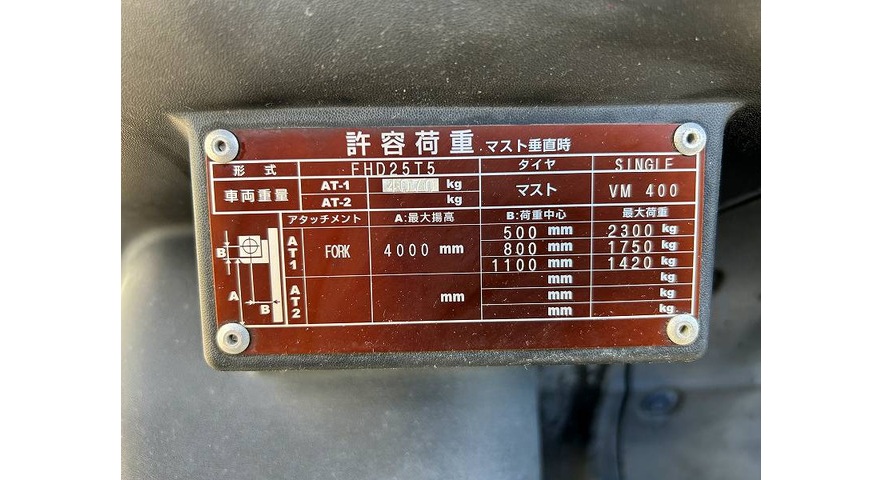 許容荷重 マスト垂直時
形式 FHD25T5 タイヤ SINGLE
車両重量 AT-1 kg マスト VM 400
AT-2 kg
アタッチメント A:最大揚高 B:荷重中心 最大荷重
AT1 FORK 4000 mm 500 mm 2300 kg
800 mm 1750 kg
1100 mm 1420 kg
mm kg
AT2 mm mm kg
mm kg
B
A
B